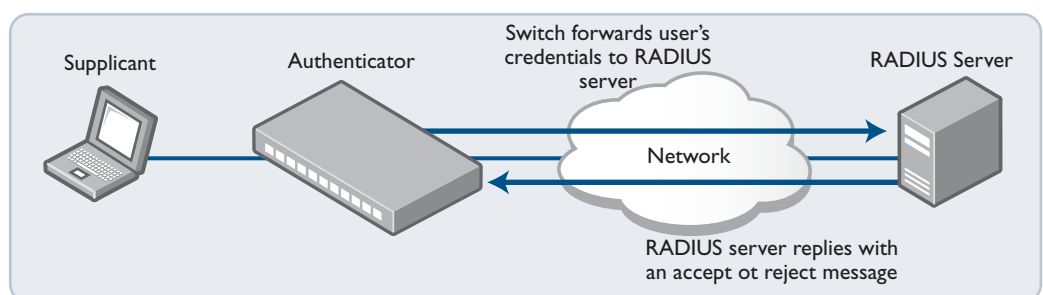 Supplicant
Authenticator
Switch forwards user's
credentials to RADIUS
server
RADIUS Server
Network
RADIUS server replies with
an accept ot reject message